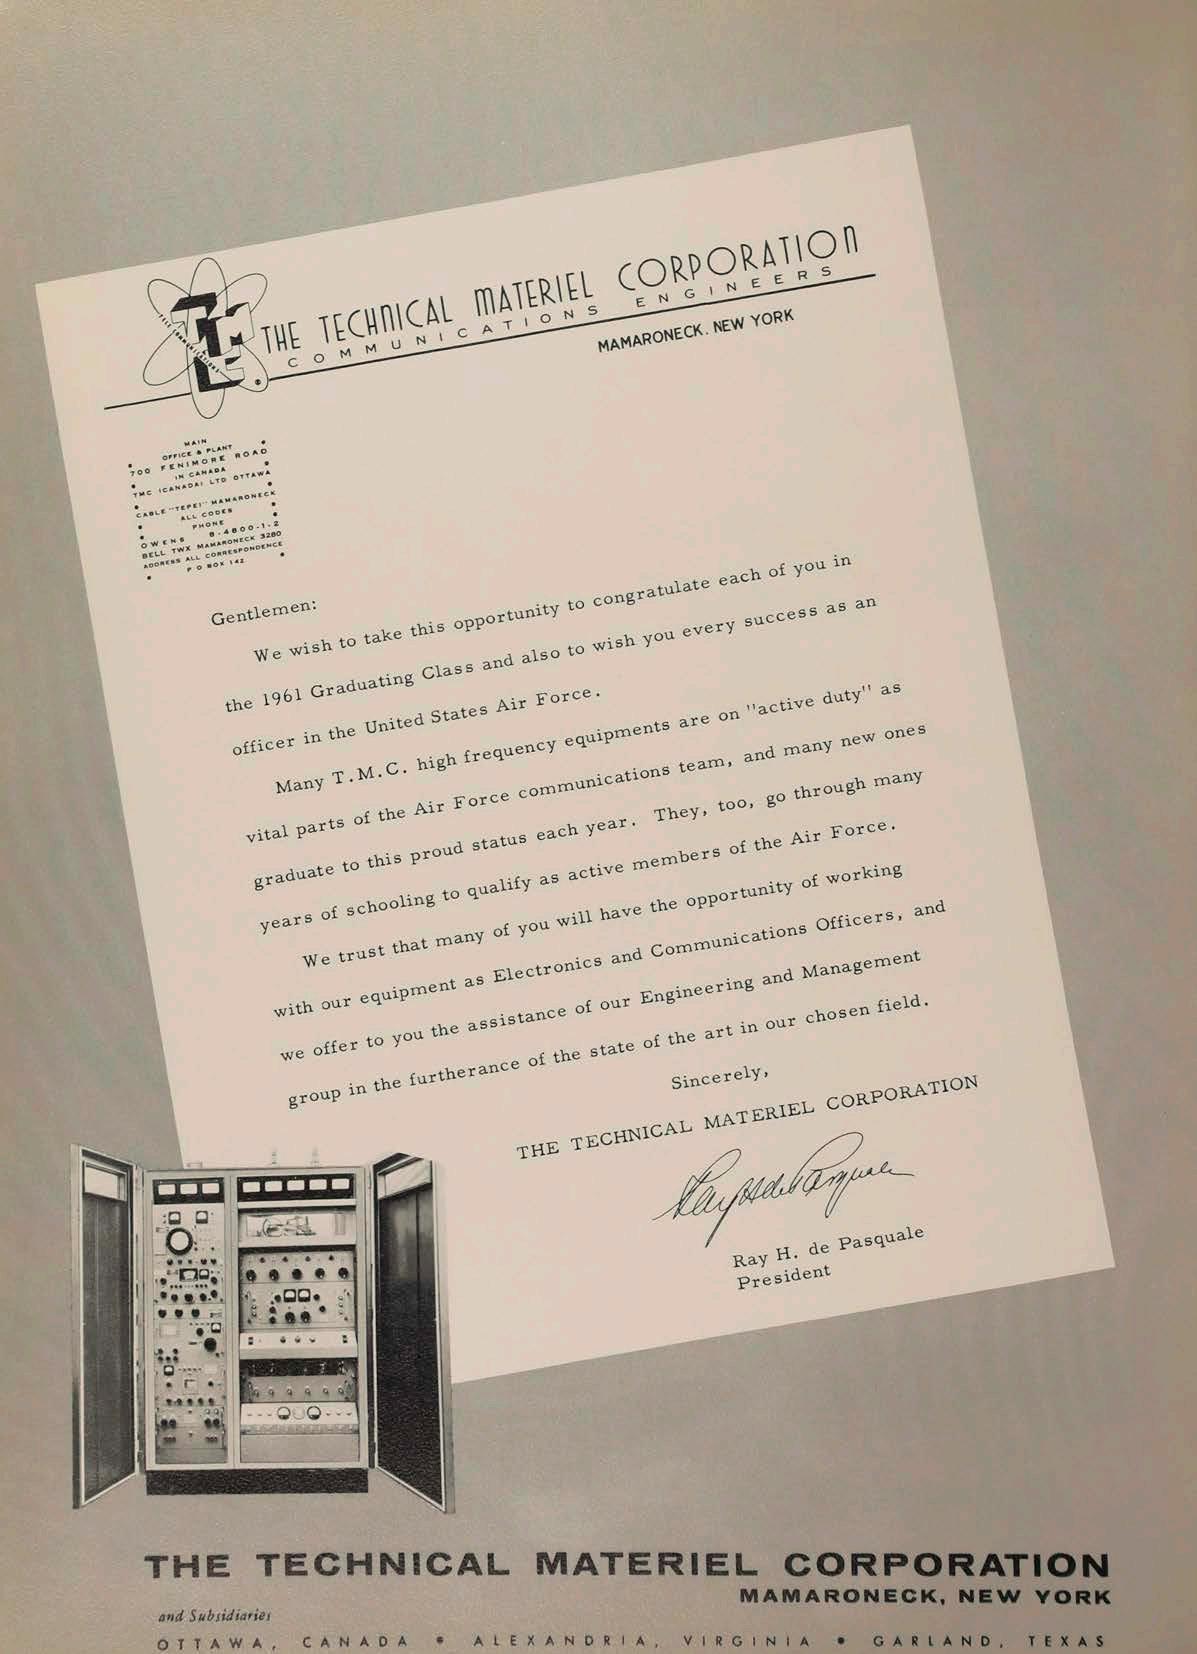 THE TECHNICAL MATERIEL CORPORATION
COMMUNICATIONS ENGINEERS
MAMARONECK, NEW YORK
TMC
TELE COMMUNICATIONS
MAIN
OFFICE & PLANT
700 FENIMORE ROAD
IN CANADA
TMC (CANADA) LTD OTTAWA
CABLE "TEPEI" MAMARONECK
ALL CODES
PHONE
OWENS 8-4800-1-2
BELL TWX MAMARONECK 3280
ADDRESS ALL CORRESPONDENCE
P O BOX 142
Gentlemen:
We wish to take this opportunity to congratulate each of you in
the 1961 Graduating Class and also to wish you every success as an
officer in the United States Air Force.
Many T.M.C. high frequency equipments are on "active duty" as
vital parts of the Air Force communications team, and many new ones
graduate to this proud status each year. They, too, go through many
years of schooling to qualify as active members of the Air Force.
We trust that many of you will have the opportunity of working
with our equipment as Electronics and Communications Officers, and
we offer to you the assistance of our Engineering and Management
group in the furtherance of the state of the art in our chosen field.
Sincerely,
THE TECHNICAL MATERIEL CORPORATION
Ray H. de Pasquale
Ray H. de Pasquale
President
THE TECHNICAL MATERIEL CORPORATION
MAMARONECK, NEW YORK
and Subsidiaries
OTTAWA, CANADA • ALEXANDRIA, VIRGINIA • GARLAND, TEXAS